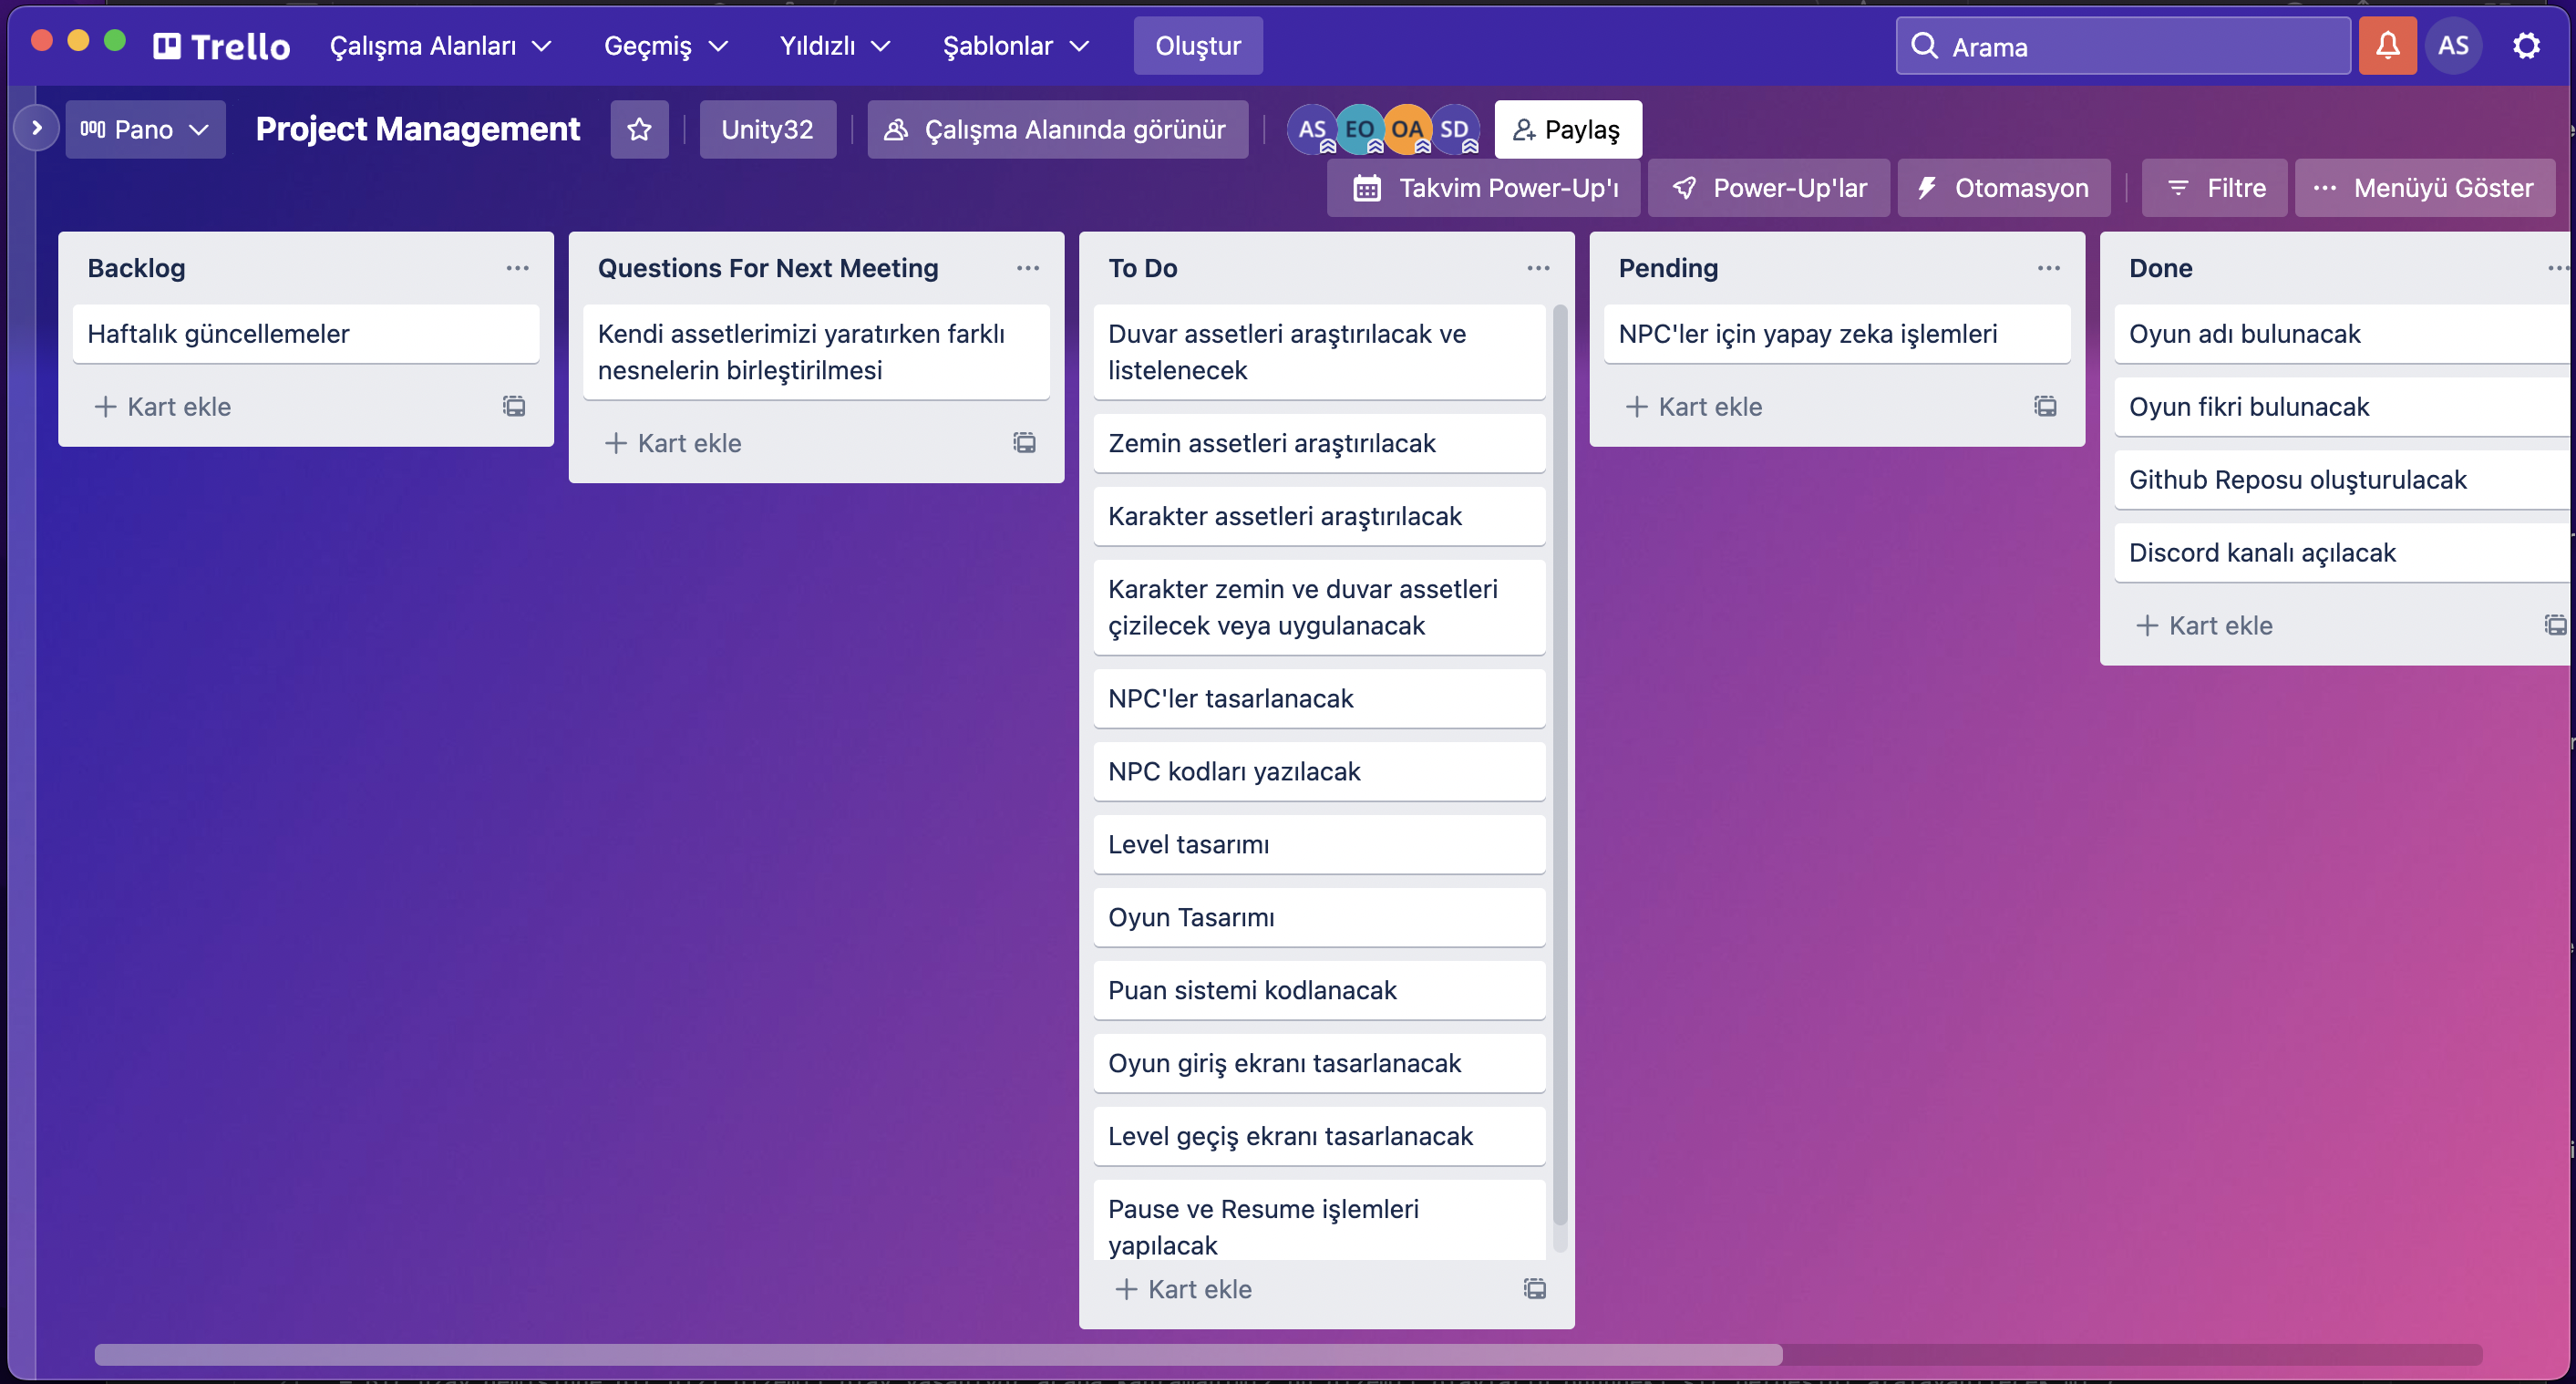 Trello
Çalışma Alanları
Geçmiş
Yıldızlı
Şablonlar
Oluştur
Arama
AS
Pano
Project Management
Unity32
Çalışma Alanında görünür
AS
EO
OA
SD
Paylaş
Takvim Power-Up'ı
Power-Up'lar
Otomasyon
Filtre
Menüyü Göster
Backlog
Haftalık güncellemeler
Kart ekle
Questions For Next Meeting
Kendi assetlerimizi yaratırken farklı
nesnelerin birleştirilmesi
Kart ekle
To Do
Duvar assetleri araştırılacak ve
listelenecek
Zemin assetleri araştırılacak
Karakter assetleri araştırılacak
Karakter zemin ve duvar assetleri
çizilecek veya uygulanacak
NPC'ler tasarlanacak
NPC kodları yazılacak
Level tasarımı
Oyun Tasarımı
Puan sistemi kodlanacak
Oyun giriş ekranı tasarlanacak
Level geçiş ekranı tasarlanacak
Pause ve Resume işlemleri
yapılacak
Kart ekle
Pending
NPC'ler için yapay zeka işlemleri
Kart ekle
Done
Oyun adı bulunacak
Oyun fikri bulunacak
Github Reposu oluşturulacak
Discord kanalı açılacak
Kart ekle